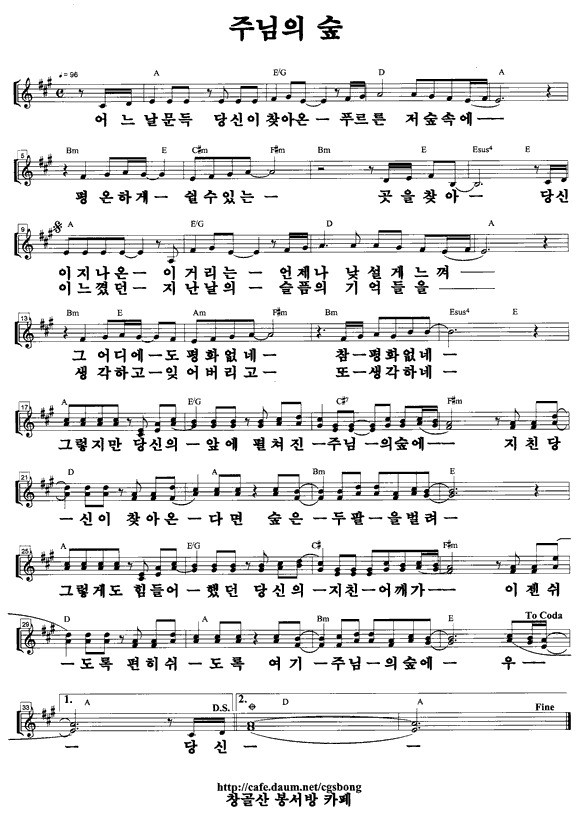 주님의 숲
♩= 96 A E/G D A
어 느 날문득 당신이찾아온- 푸르른 저숲속에-
5 Bm E C#m F#m Bm Esus4 E
평 온하게- 쉴수있는- 곳을찾아- 당신
9 A E/G D A
이지나온- 이거리는- 언제나 낯설게느껴-
이느꼈던- 지난날의- 슬픔의 기억들을-
13 Bm E Am F#m Bm Esus4 E
그 어디에-도평화없네- 참-평화없네-
생각하고-잊어버리고- 또-생각하네-
17 A E/G C#7 F#m
그렇지만 당신의-앞에 펼쳐진-주님-의숲에- 지친당
21 D A Bm E
-신이 찾아온-다면 숲은-두팔-을벌려-
25 A E/G C# F#m
그렇게도 힘들어-했던 당신의-지친-어깨가- 이젠쉬
29 D A Bm E To Coda
-도록 편히쉬-도록 여기-주님-의숲에- 우-
33 1. A D.S. 2. D A Fine
- 당신-
http://cafe.daum.net/cgsbong
창골산 봉서방 카페